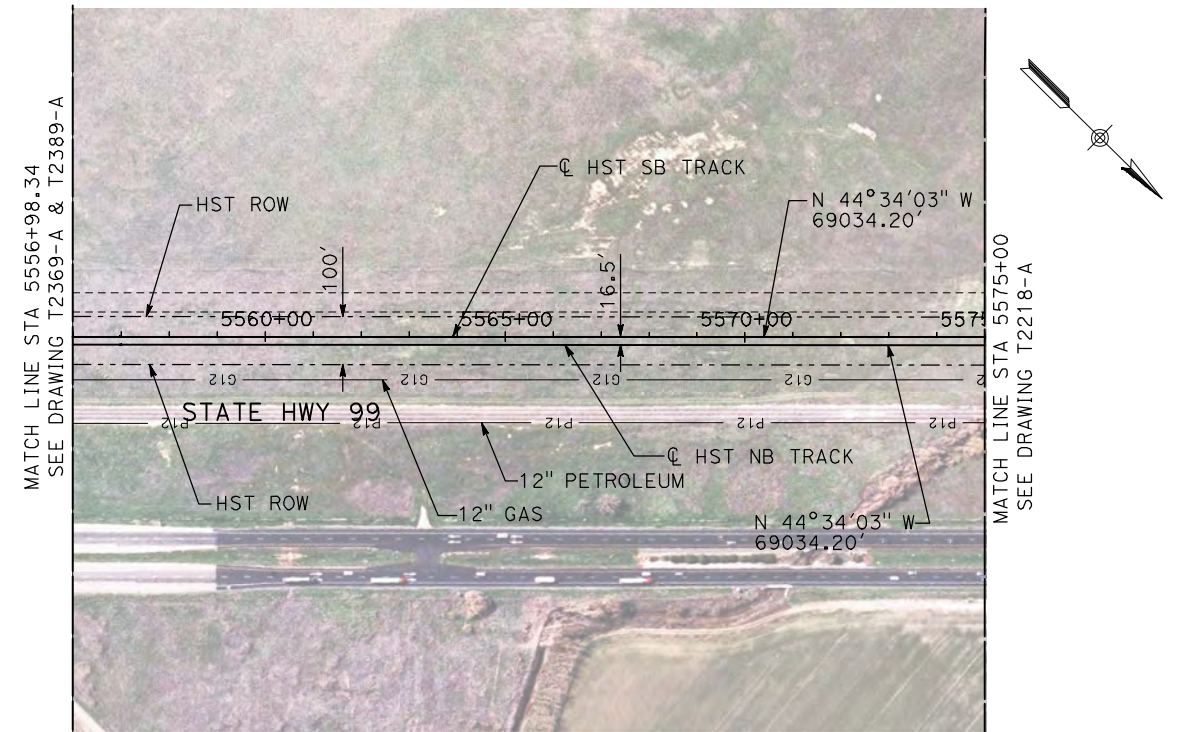 MATCH LINE STA 5556+98.34
SEE DRAWING T2369-A & T2389-A
HST ROW
℄ HST SB TRACK
N 44°34'03" W
69034.20'
100'
16.5'
5560+00
5565+00
5570+00
5575
G12
G12
G12
G12
STATE HWY 99
P12
P12
P12
P12
P12
℄ HST NB TRACK
12" PETROLEUM
HST ROW
12" GAS
N 44°34'03" W
69034.20'
MATCH LINE STA 5575+00
SEE DRAWING T2218-A